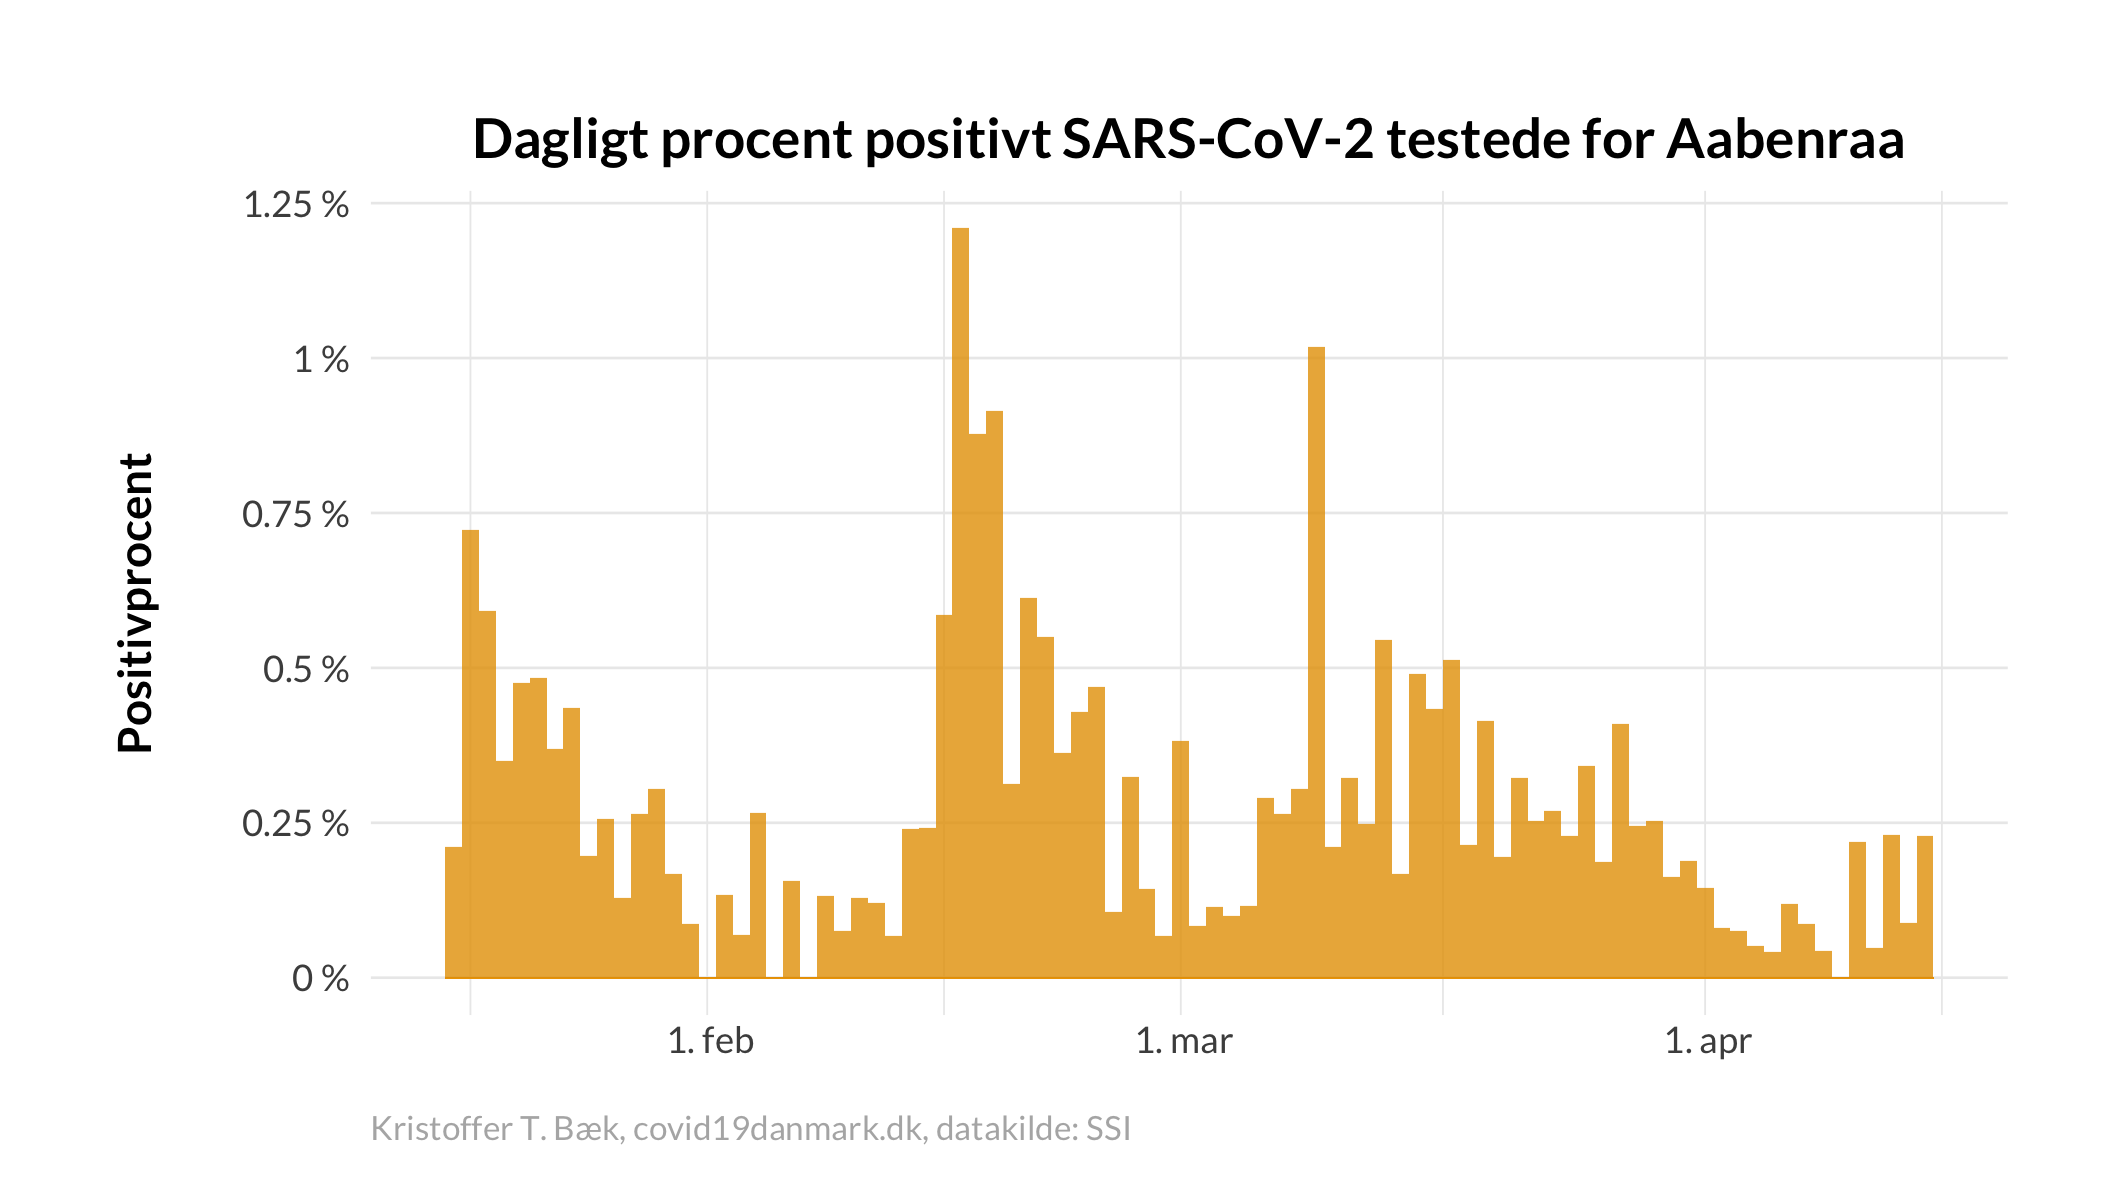 Dagligt procent positivt SARS-CoV-2 testede for Aabenraa
Positivprocent
1.25 %
1 %
0.75 %
0.5 %
0.25 %
0 %
1. feb
1. mar
1. apr
Kristoffer T. Bæk, covid19danmark.dk, datakilde: SSI